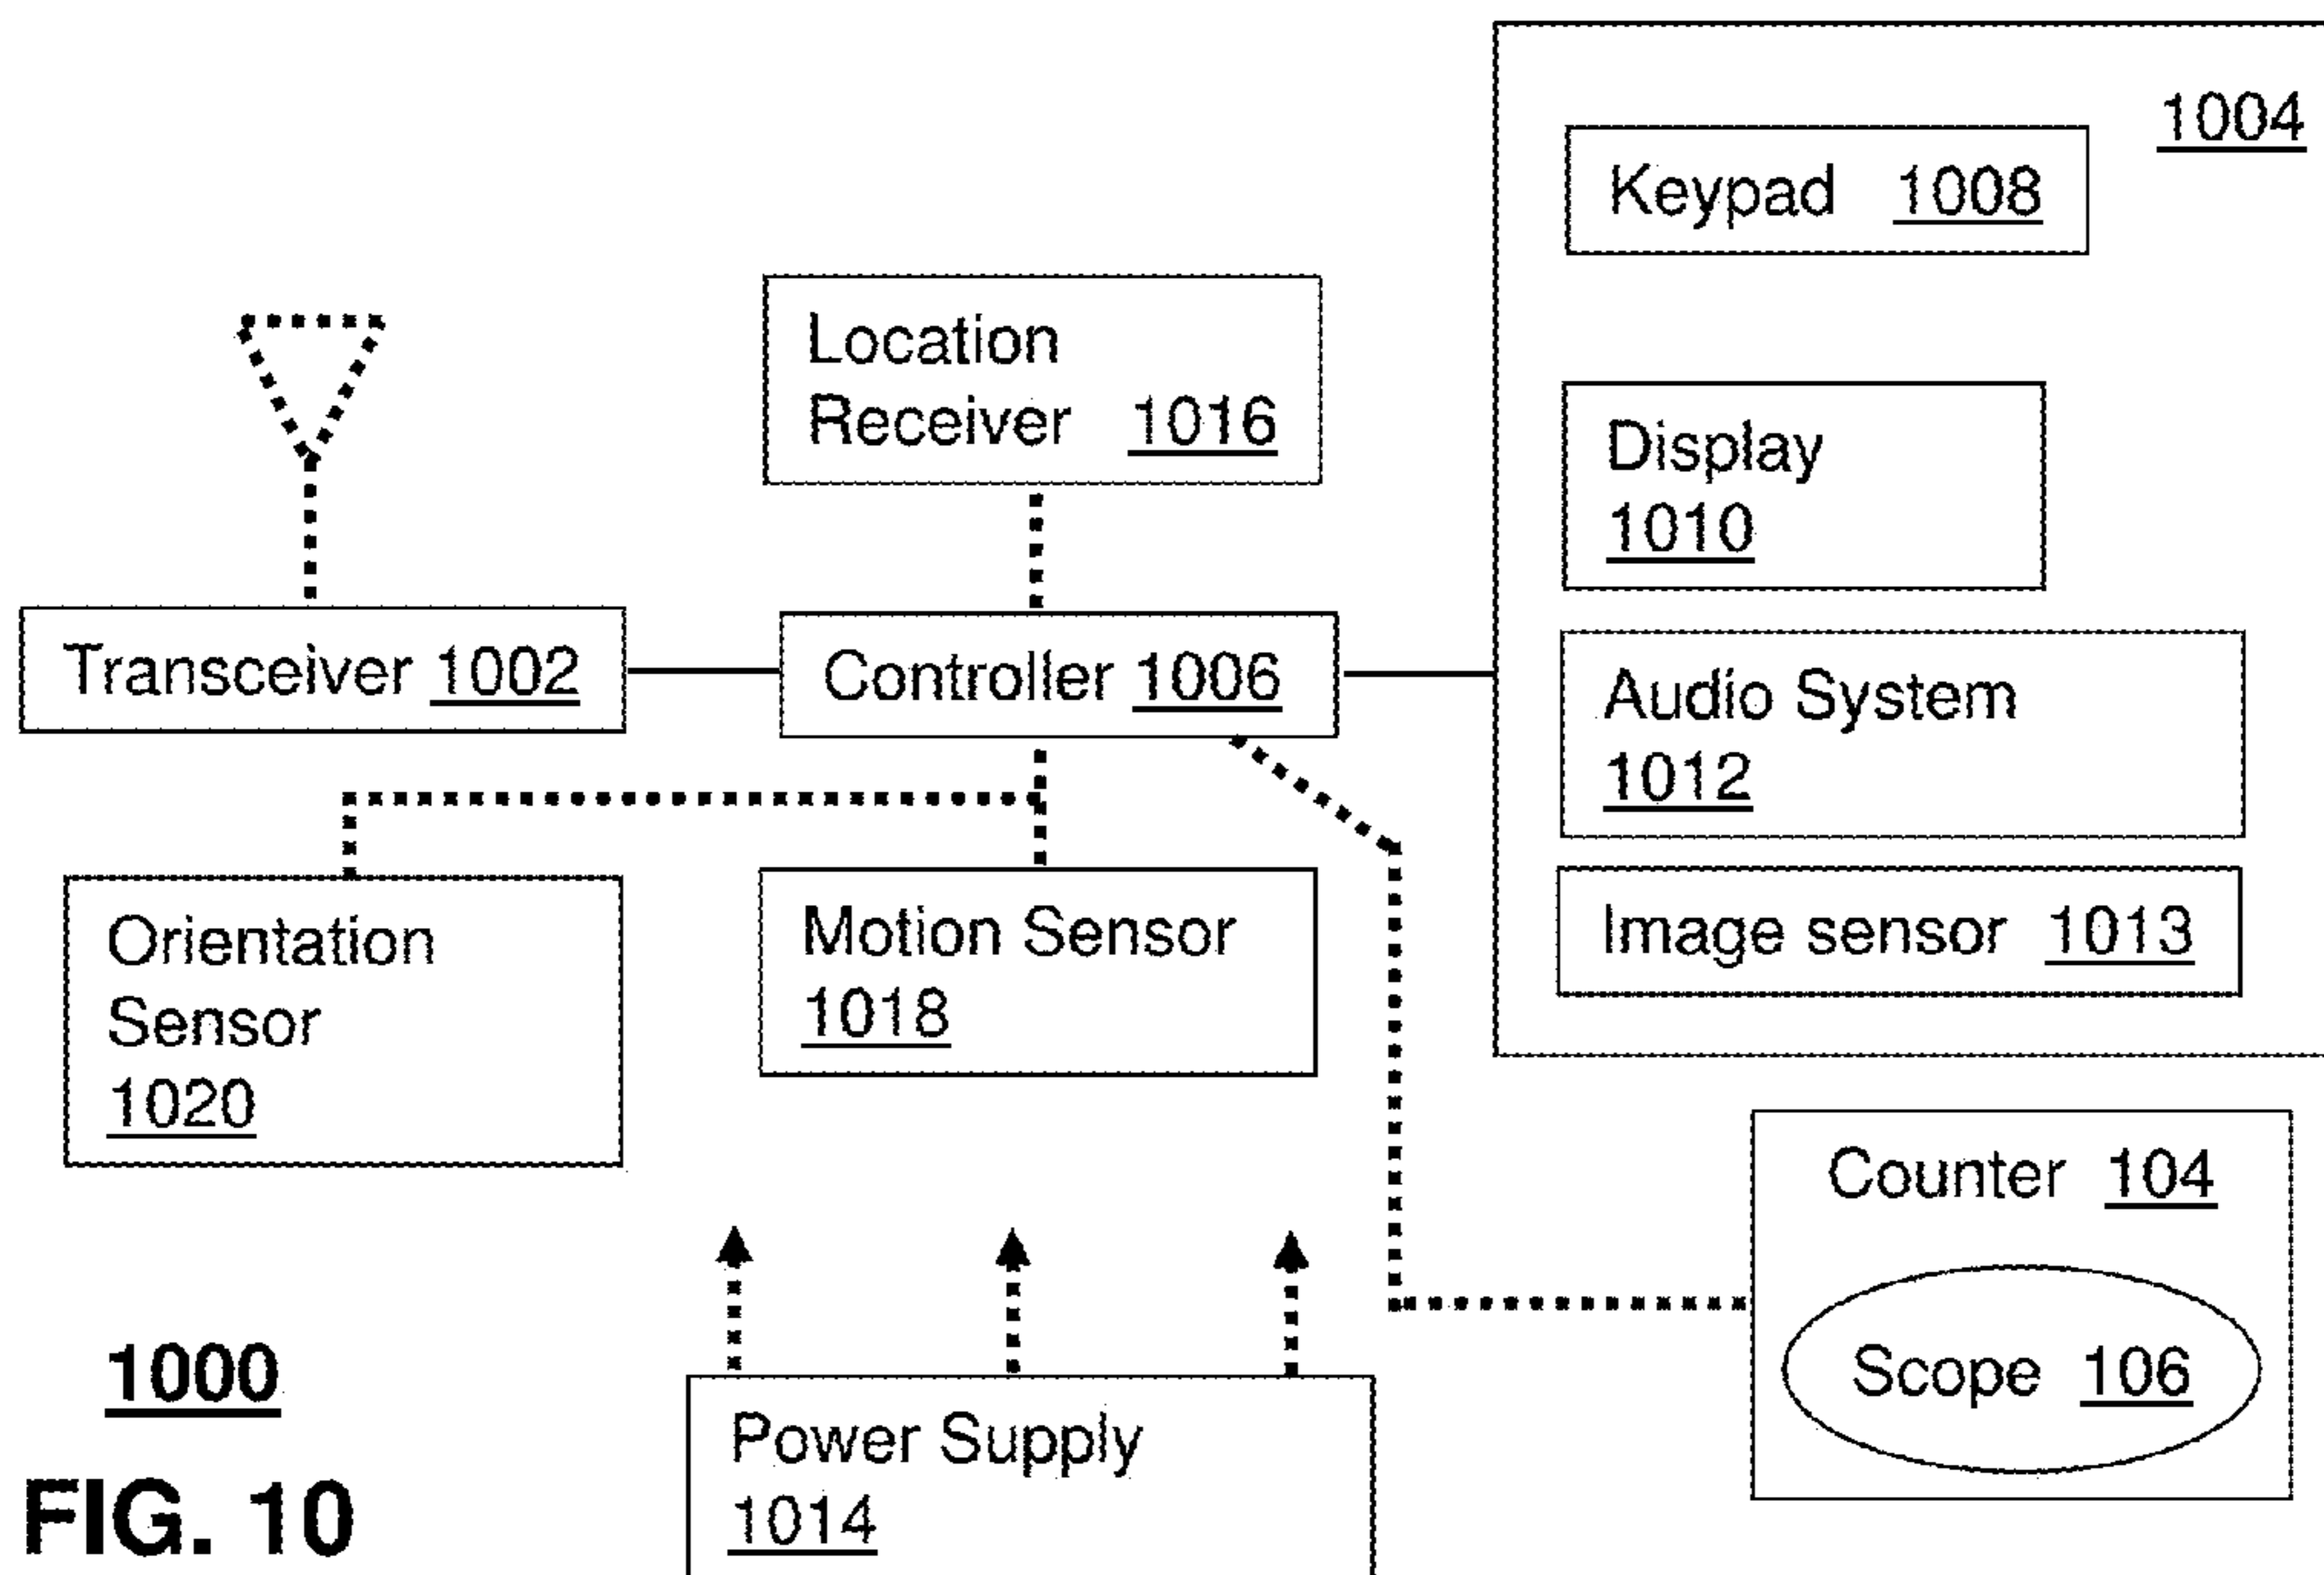 1004
Keypad 1008
Location
Receiver 1016
Display
1010
Transceiver 1002
Controller 1006
Audio System
1012
Image sensor 1013
Orientation
Sensor
1020
Motion Sensor
1018
Counter 104
Scope 106
Power Supply
1014
1000
FIG. 10